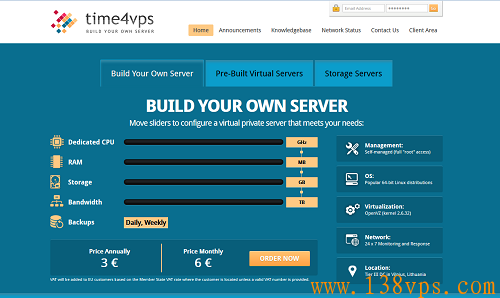 time4vps
BUILD YOUR OWN SERVER
Email Address
Home Announcements Knowledgebase Network Status Contact Us Client Area
Build Your Own Server
Pre-Built Virtual Servers
Storage Servers
BUILD YOUR OWN SERVER
Move sliders to configure a virtual private server that meets your needs:
Dedicated CPU
GHz
RAM
MB
Storage
GB
Bandwidth
TB
Backups
Daily, Weekly
Price Annually
3 €
Price Monthly
6 €
ORDER NOW
VAT will be added to EU customers based on the Member State VAT rate where the customer is located unless a valid VAT number is provided.
Management:
Self-managed (full "root" access)
OS:
Popular 64-bit Linux distributions
Virtualization:
OpenVZ (kernel 2.6.32)
Network:
24 x 7 Monitoring and Response
Location:
Tier III DC in Vilnius, Lithuania
www.138vps.com